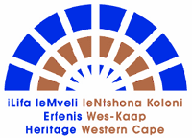 iLifa leMveli leNtshona Koloni
Erfenis Wes-Kaap
Heritage Western Cape